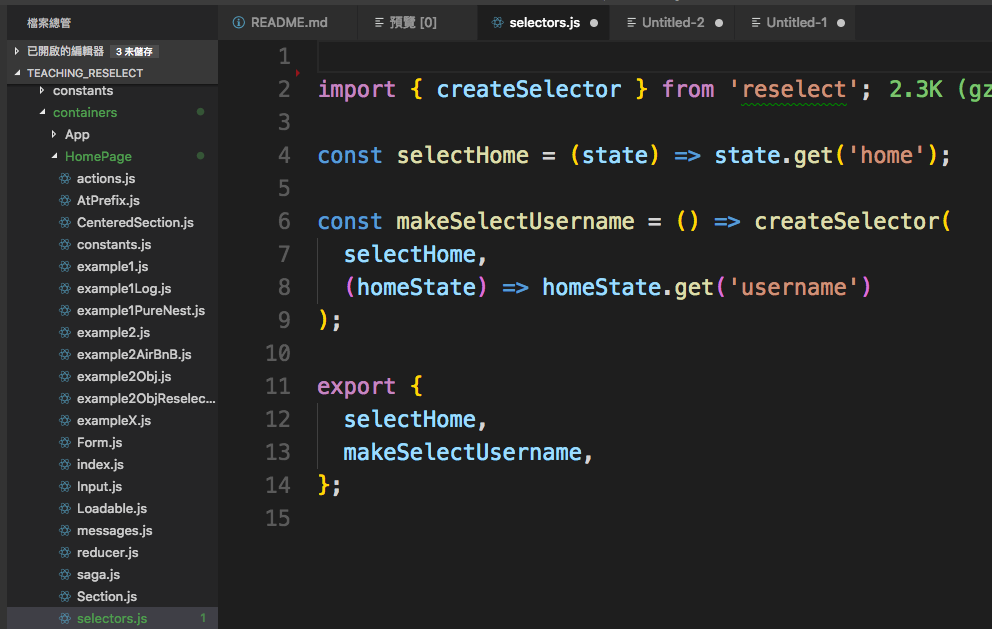 檔案總管
README.md
預覽 [0]
selectors.js
Untitled-2
Untitled-1
已開啟的編輯器 3 未儲存
TEACHING_RESELECT
constants
containers
App
HomePage
actions.js
AtPrefix.js
CenteredSection.js
constants.js
example1.js
example1Log.js
example1PureNest.js
example2.js
example2AirBnB.js
example2Obj.js
example2ObjReselec...
exampleX.js
Form.js
index.js
Input.js
Loadable.js
messages.js
reducer.js
saga.js
Section.js
selectors.js 1
1
2 import { createSelector } from 'reselect'; 2.3K (gz
3
4 const selectHome = (state) => state.get('home');
5
6 const makeSelectUsername = () => createSelector(
7 selectHome,
8 (homeState) => homeState.get('username')
9 );
10
11 export {
12 selectHome,
13 makeSelectUsername,
14 };
15